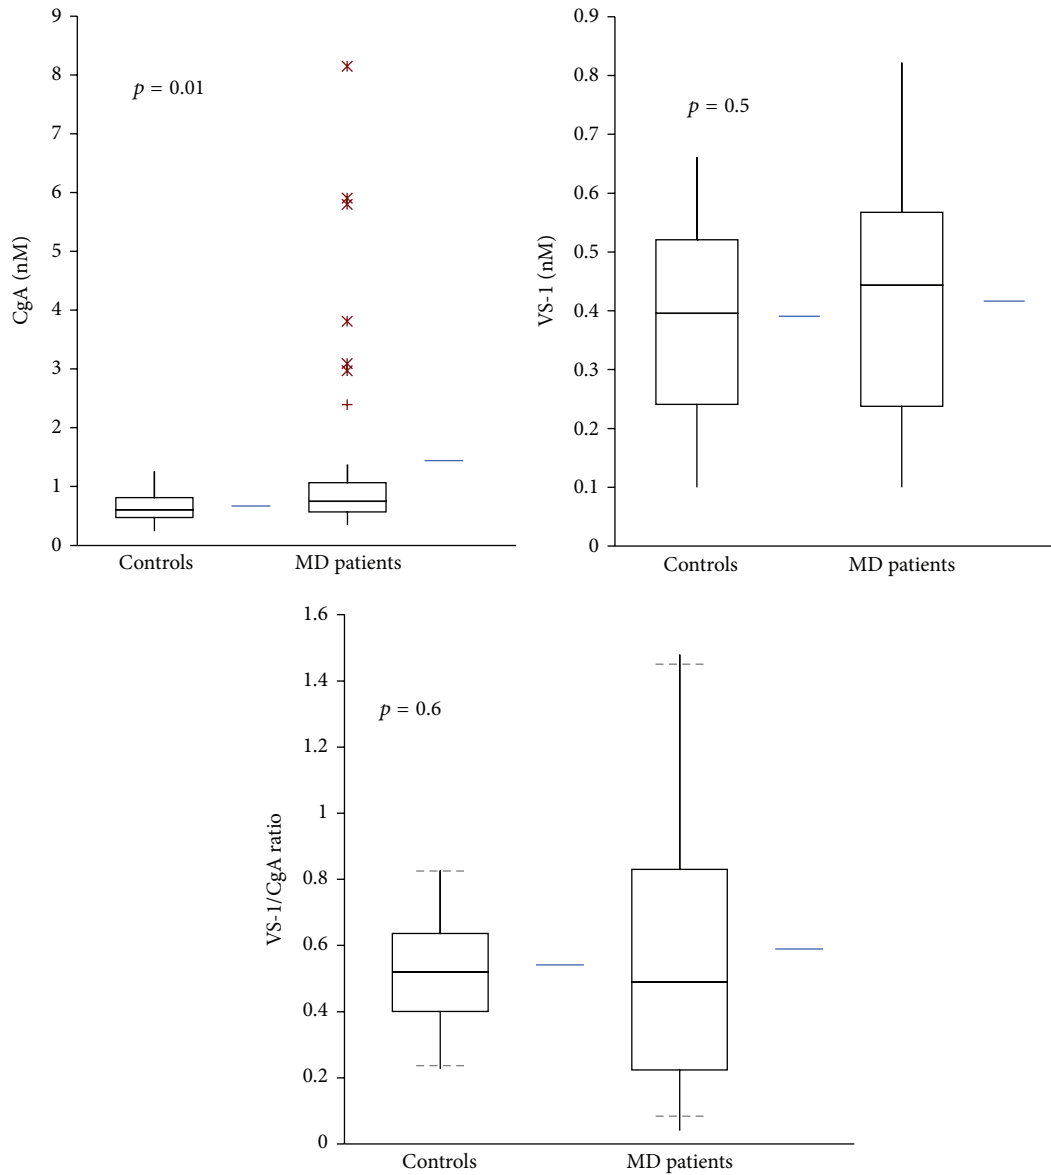 9
8
7
6
5
4
3
2
1
0
CgA (nM)
p = 0.01
Controls
MD patients
0.9
0.8
0.7
0.6
0.5
0.4
0.3
0.2
0.1
0
VS-1 (nM)
p = 0.5
Controls
MD patients
1.6
1.4
1.2
1
0.8
0.6
0.4
0.2
0
VS-1/CgA ratio
p = 0.6
Controls
MD patients